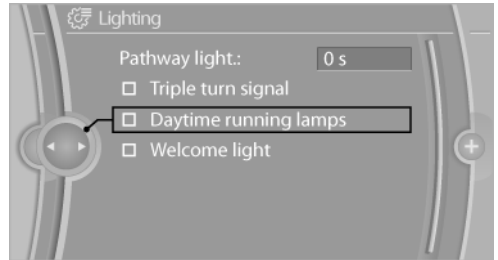 Lighting
Pathway light.: 0 s
Triple turn signal
Daytime running lamps
Welcome light